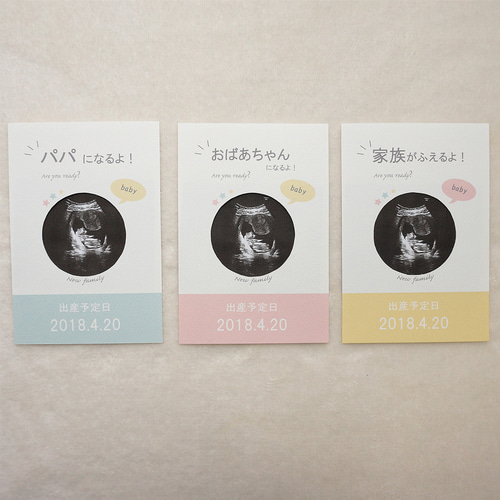 パパになるよ！
Are you ready?
baby
New family
出産予定日
2018.4.20
おばあちゃん
になるよ！
Are you ready?
baby
New family
出産予定日
2018.4.20
家族がふえるよ！
Are you ready?
baby
New family
出産予定日
2018.4.20